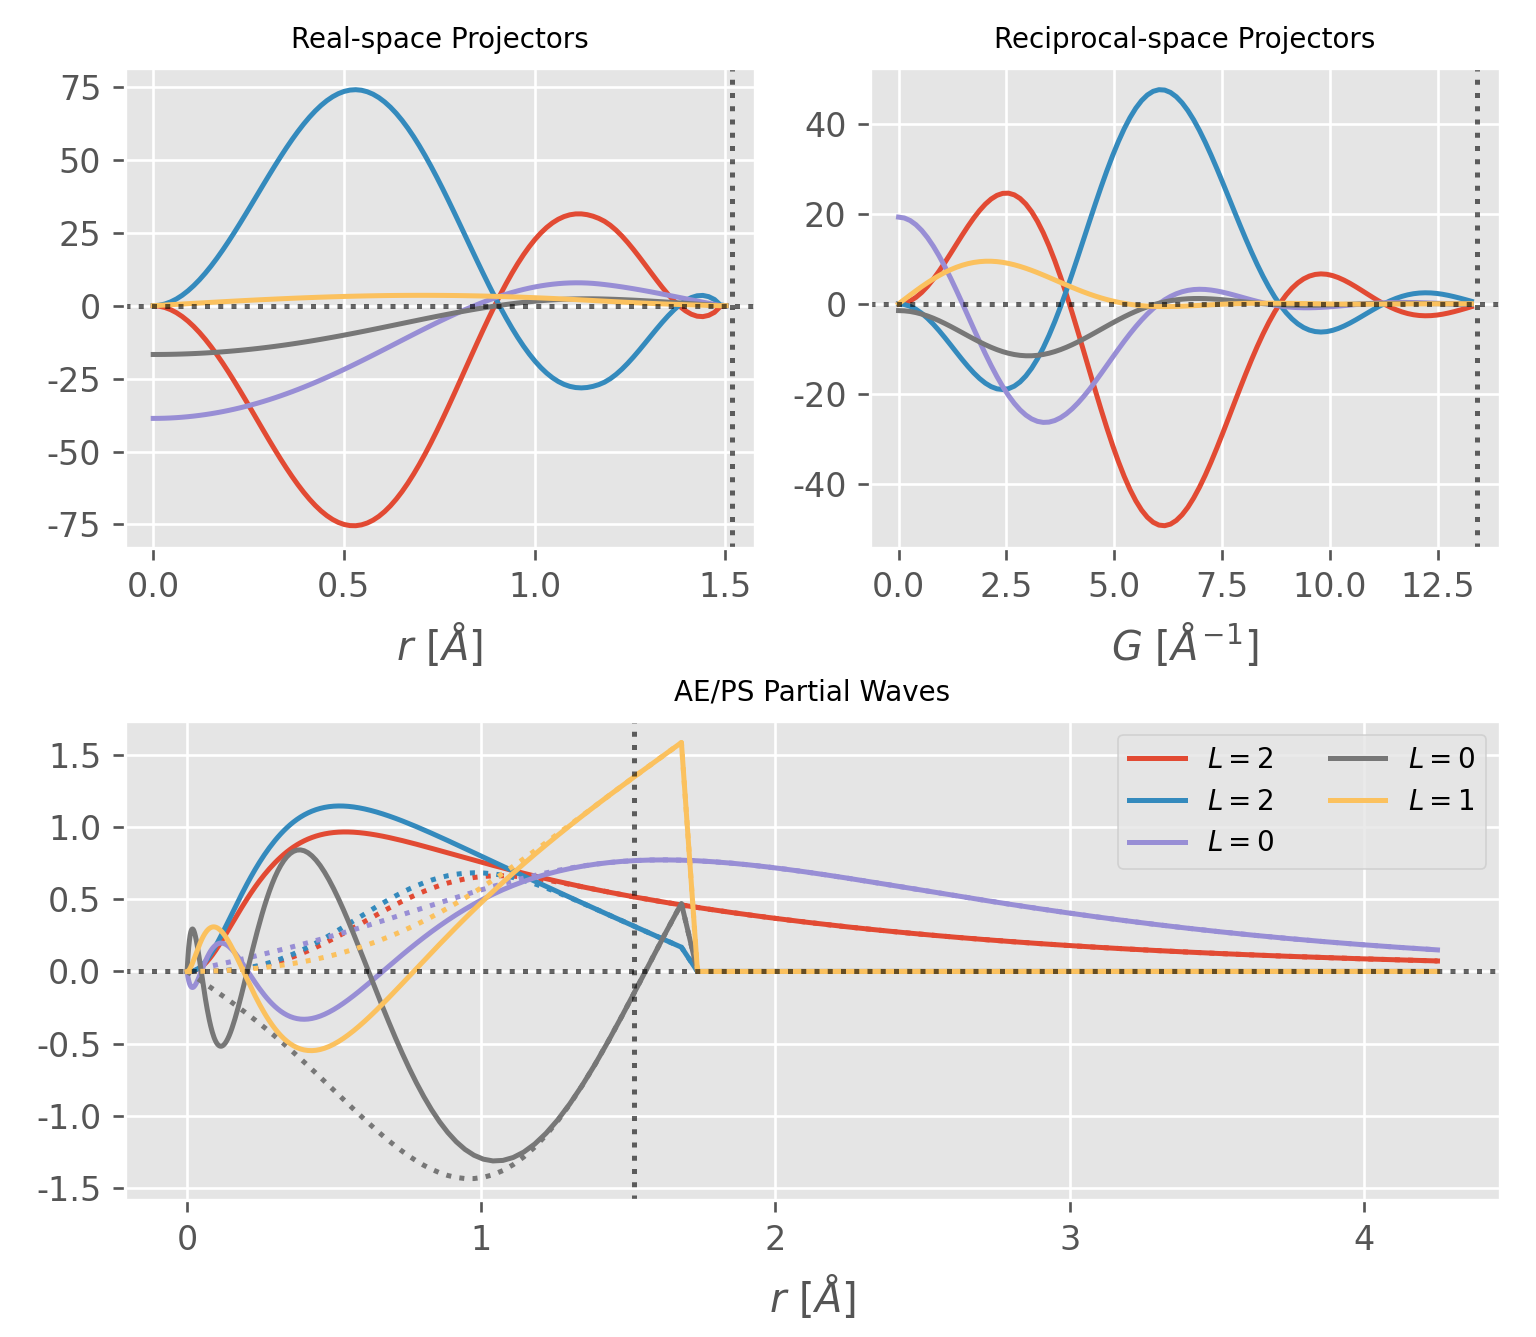 Real-space Projectors
75
50
25
0
-25
-50
-75
0.0 0.5 1.0 1.5
r [Å]
Reciprocal-space Projectors
40
20
0
-20
-40
0.0 2.5 5.0 7.5 10.0 12.5
G [Å⁻¹]
AE/PS Partial Waves
1.5
1.0
0.5
0.0
-0.5
-1.0
-1.5
L = 2 L = 0
L = 2 L = 1
L = 0
0 1 2 3 4
r [Å]